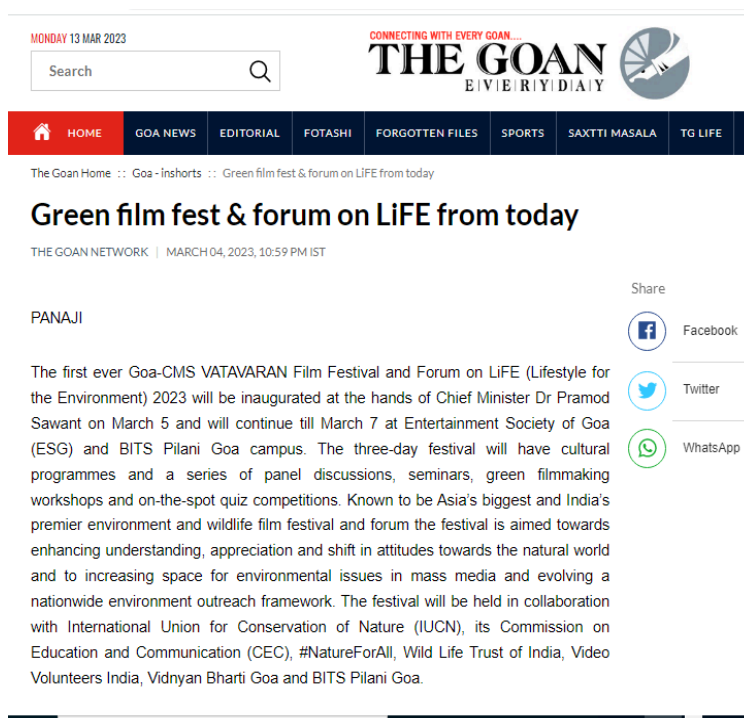 MONDAY 13 MAR 2023
Search
CONNECTING WITH EVERY GOAN....
THE GOAN
E|V|E|R|Y|D|A|Y
HOME GOA NEWS EDITORIAL FOTASHI FORGOTTEN FILES SPORTS SAXTTI MASALA TG LIFE
The Goan Home :: Goa - inshorts :: Green film fest & forum on LiFE from today
Green film fest & forum on LiFE from today
THE GOAN NETWORK | MARCH 04, 2023, 10:59 PM IST
Share
Facebook
Twitter
WhatsApp
PANAJI
The first ever Goa-CMS VATAVARAN Film Festival and Forum on LiFE (Lifestyle for
the Environment) 2023 will be inaugurated at the hands of Chief Minister Dr Pramod
Sawant on March 5 and will continue till March 7 at Entertainment Society of Goa
(ESG) and BITS Pilani Goa campus. The three-day festival will have cultural
programmes and a series of panel discussions, seminars, green filmmaking
workshops and on-the-spot quiz competitions. Known to be Asia's biggest and India's
premier environment and wildlife film festival and forum the festival is aimed towards
enhancing understanding, appreciation and shift in attitudes towards the natural world
and to increasing space for environmental issues in mass media and evolving a
nationwide environment outreach framework. The festival will be held in collaboration
with International Union for Conservation of Nature (IUCN), its Commission on
Education and Communication (CEC), #NatureForAll, Wild Life Trust of India, Video
Volunteers India, Vidnyan Bharti Goa and BITS Pilani Goa.